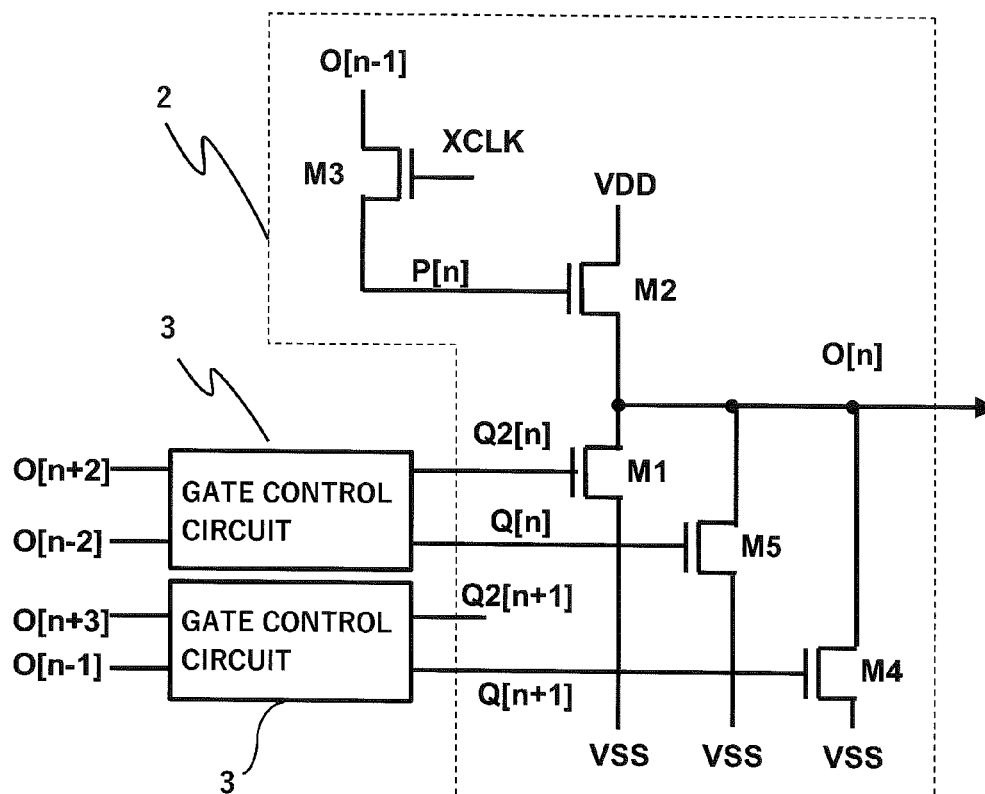 O[n-1]
2
XCLK
M3
VDD
P[n]
M2
3
O[n]
Q2[n]
O[n+2]
M1
GATE CONTROL
CIRCUIT
Q[n]
O[n-2]
M5
Q2[n+1]
O[n+3]
GATE CONTROL
CIRCUIT
O[n-1]
M4
Q[n+1]
VSS
VSS
VSS
3